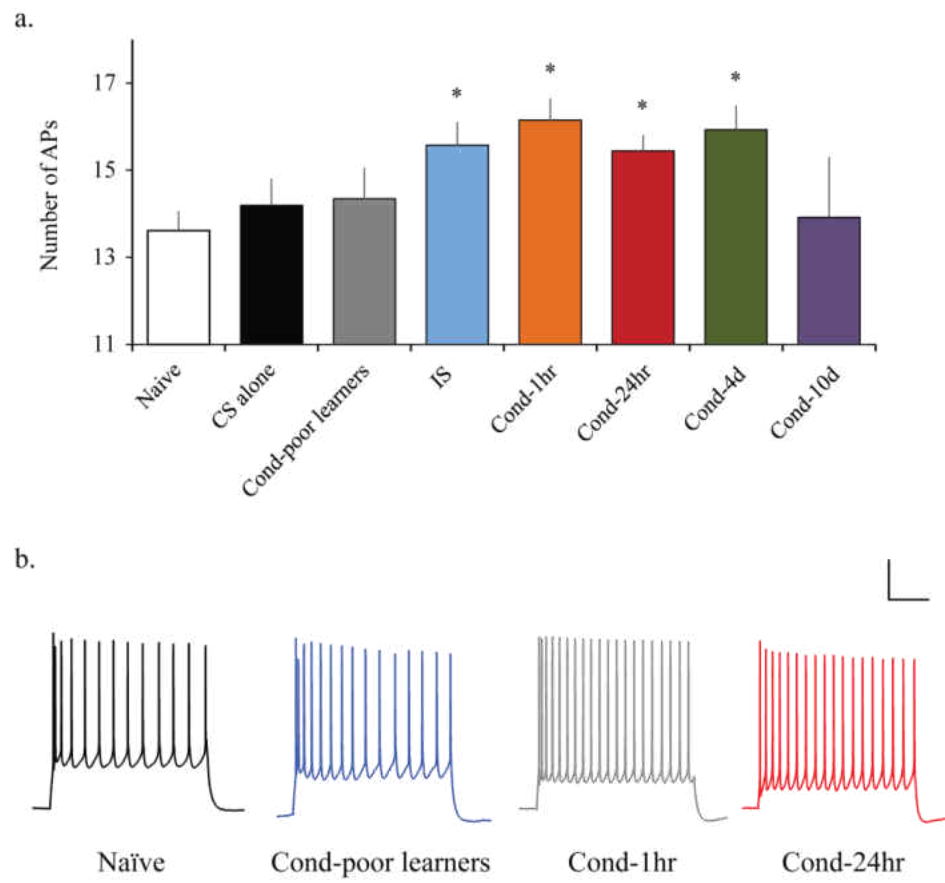 a.
Number of APs
17
15
13
11
*
*
*
*
Naive
CS alone
Cond-poor learners
IS
Cond-1hr
Cond-24hr
Cond-4d
Cond-10d
b.
Naïve
Cond-poor learners
Cond-1hr
Cond-24hr